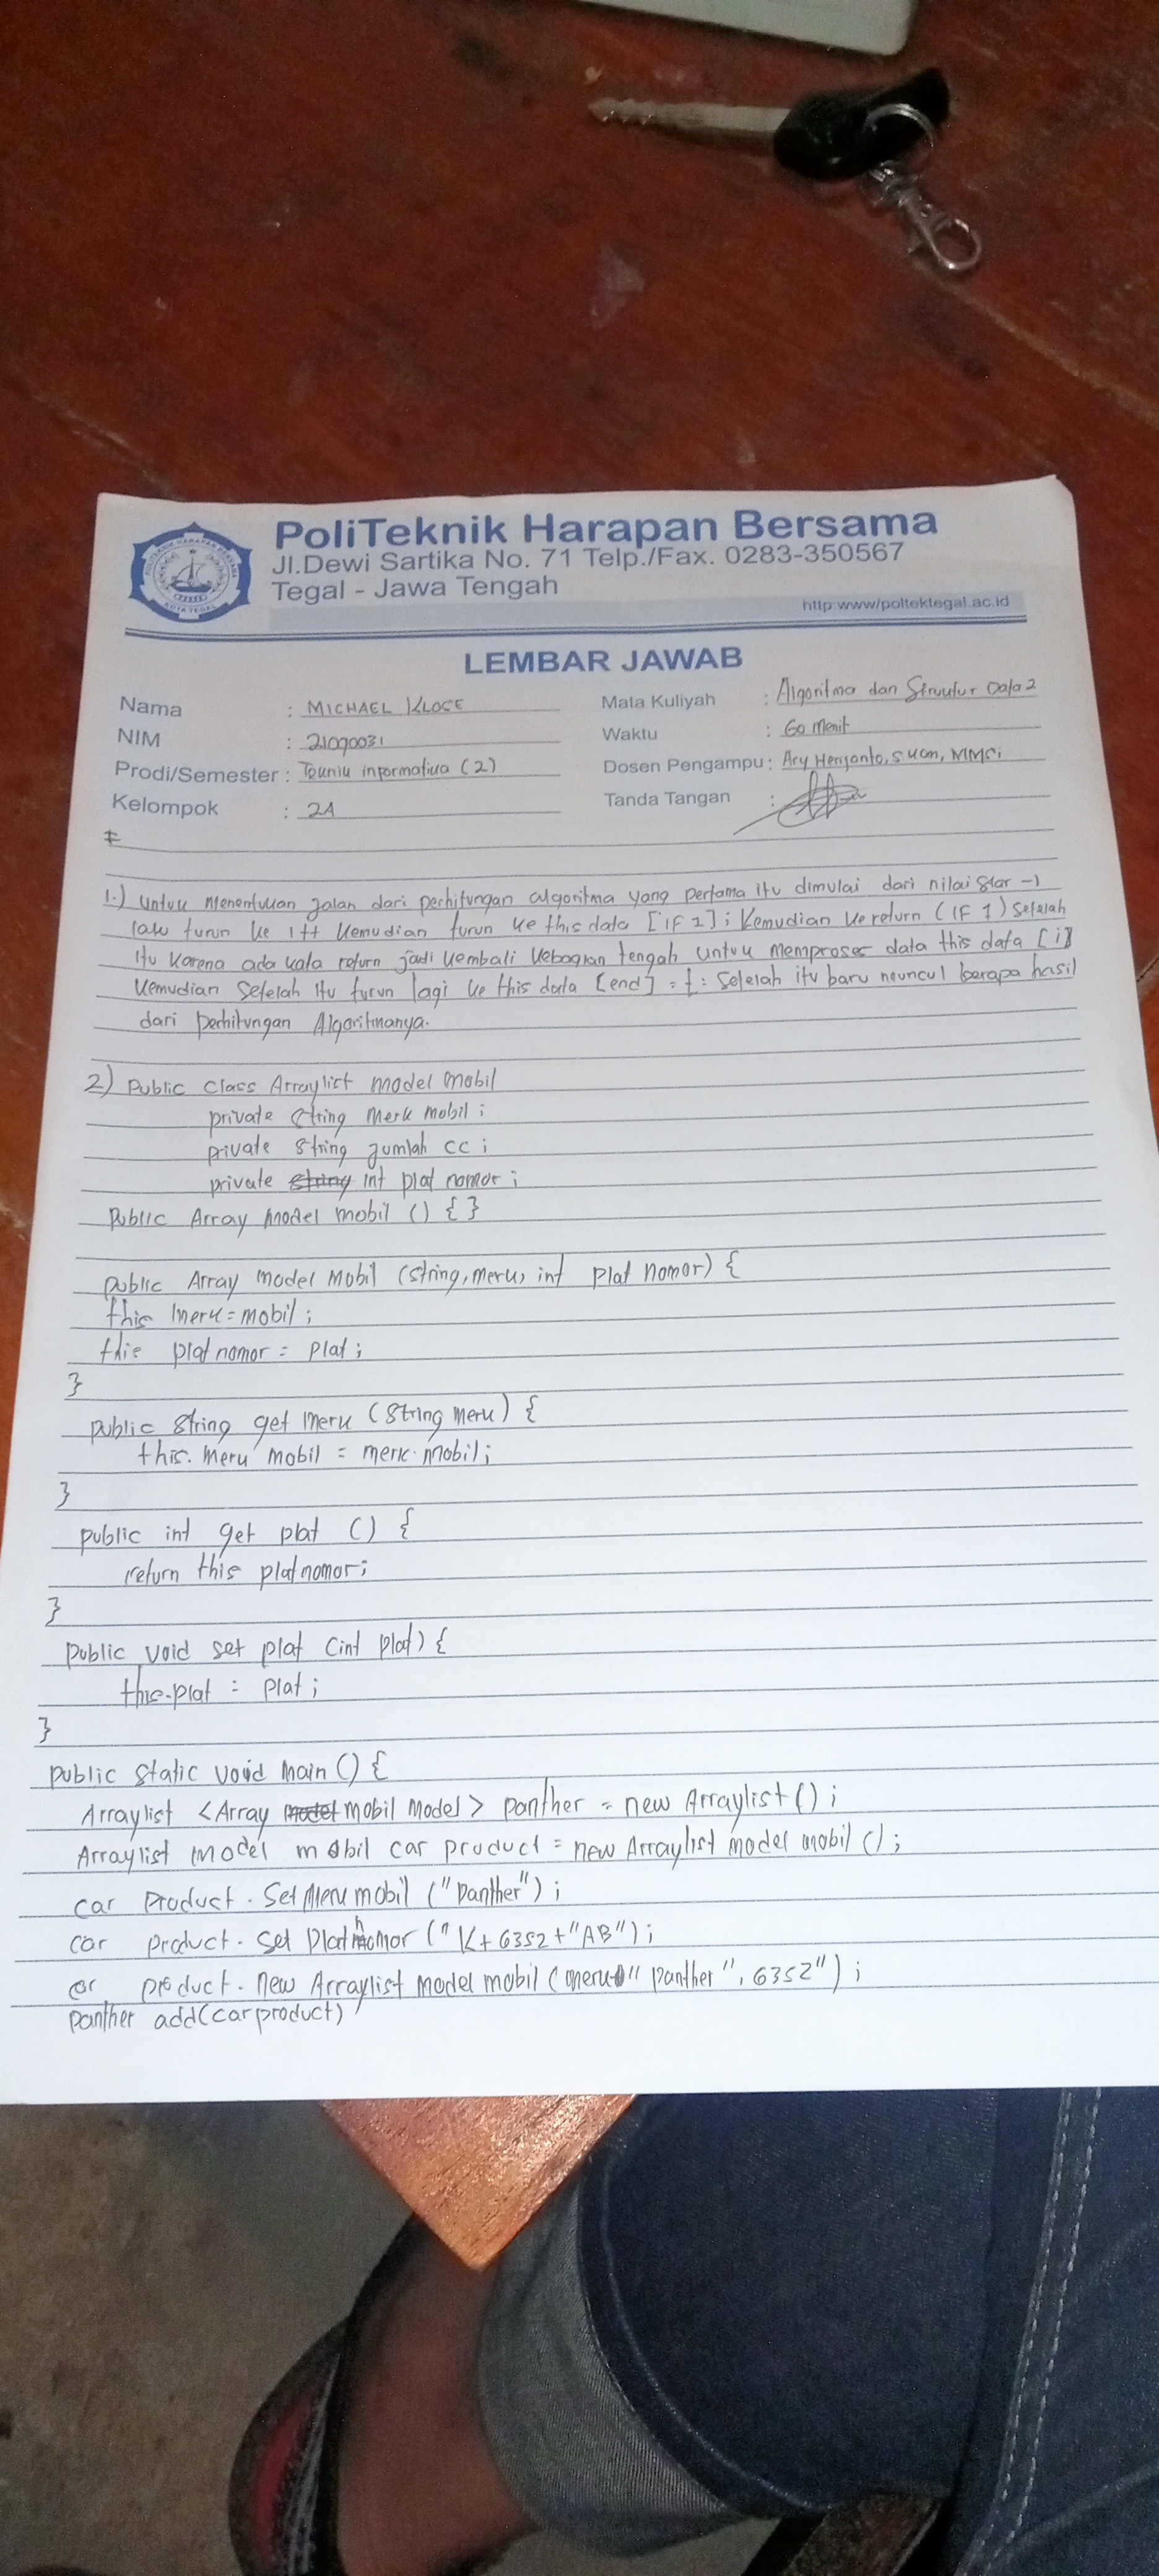 PoliTeknik Harapan Bersama
Jl.Dewi Sartika No. 71 Telp./Fax. 0283-350567
Tegal - Jawa Tengah
http:www/poltektegal.ac.id
LEMBAR JAWAB
Nama : MICHAEL KLOSE
NIM : 21090031
Prodi/Semester : Teknik informatika (2)
Kelompok : 2A
Mata Kuliyah : Algoritma dan Struktur Data 2
Waktu : 60 Menit
Dosen Pengampu : Ary Heryanto, S.Kom, MMSi
Tanda Tangan :
1.) Untuk Menentukan jalan dari perhitungan algoritma yang pertama itu dimulai dari nilai star -1
lalu turun ke itt kemudian turun ke this data [iF 1]; kemudian ke return (iF 1) setelah
itu karena ada kata return jadi kembali kebagian tengah untuk memproses data this data [i]
kemudian setelah itu turun lagi ke this data [end] = t: setelah itu baru muncul berapa hasil
dari perhitungan Algoritmanya.
2) Public Class Arraylist model mobil
private string Merk mobil ;
private string jumlah cc ;
private string int plat nomor ;
Public Array Model mobil () { }
public Array model Mobil (string, merk, int plat nomor) {
this merk = mobil ;
this plat nomor = plat ;
}
public string get merk (String merk) {
this. merk mobil = merk. mobil ;
}
public int get plat () {
return this plat nomor ;
}
public void set plat (int plat) {
this.plat = plat ;
}
public static void main () {
Arraylist <Array model mobil Model> panther = new Arraylist () ;
Arraylist model mobil car product = new Arraylist model mobil () ;
car Product. Set Merk mobil ("panther") ;
car product. Set Plat nomor ("K+ 6352 + "AB") ;
or product. new Arraylist model mobil (merk " panther ", 6352") ;
panther add(car product)